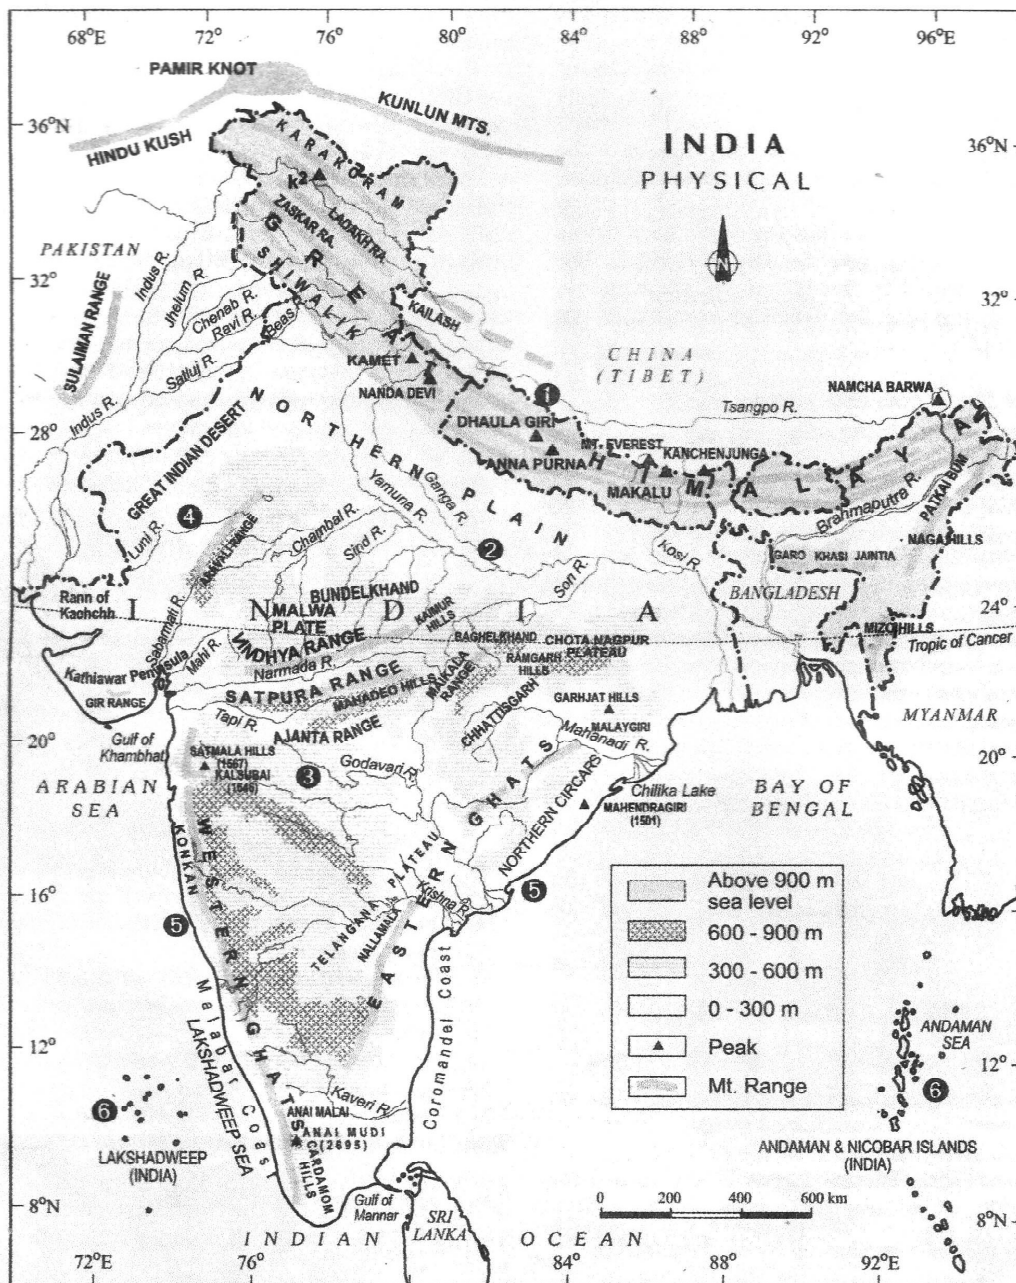 68°E 72° 76° 80° 84° 88° 92° 96°E
PAMIR KNOT
KUNLUN MTS.
HINDU KUSH
36°N
36°N
INDIA
PHYSICAL
KARAKORAM
K2
LADAKH RA.
ZASKAR RA.
GREAT HIMALAYA
SHIWALIK
PAKISTAN
Indus R.
Jhelum R.
Chenab R.
Ravi R.
Beas R.
Satluj R.
Indus R.
SULAIMAN RANGE
N
32°
32°
KAILASH
KAMET
NANDA DEVI
CHINA
(TIBET)
1
NAMCHA BARWA
Tsangpo R.
28°
28°
DHAULA GIRI
MT. EVEREST
KANCHENJUNGA
ANNA PURNA
MAKALU
NORTHERN PLAIN
GREAT INDIAN DESERT
4
Luni R.
ARAVALI RANGE
Yamuna R.
Ganga R.
Chambal R.
Sind R.
2
Kosi R.
Son R.
Brahmaputra R.
PATKAI BUM
NAGA HILLS
GARO KHASI JAINTIA
BANGLADESH
MIZO HILLS
24°
24°
Tropic of Cancer
Rann of
Kachchh
INDIA
BUNDELKHAND
MALWA
PLATE
KAIMUR
HILLS
VINDHYA RANGE
BAGHELKHAND
CHOTA NAGPUR
PLATEAU
RAMGARH
HILLS
Sabarmati R.
Mahi R.
Narmada R.
Kathiawar Peninsula
GIR RANGE
SATPURA RANGE
MAHADEO HILLS
MAIKADA
RANGE
CHHATTISGARH
GARHJAT HILLS
MALAYGIRI
Tapi R.
AJANTA RANGE
Mahanadi R.
MYANMAR
20°
20°
Gulf of
Khambhat
SATMALA HILLS
(1567)
KALSUBAI
(1646)
3
Godavari R.
ARABIAN
SEA
Chilika Lake
MAHENDRAGIRI
(1501)
BAY OF
BENGAL
KONKAN
WESTERN GHATS
EASTERN GHATS
NORTHERN CIRCARS
TELANGANA PLATEAU
NALLAMALA
Krishna R.
16°
16°
5
5
Above 900 m
sea level
600 - 900 m
300 - 600 m
0 - 300 m
Peak
Mt. Range
Malabar Coast
LAKSHADWEEP SEA
Coromandel Coast
ANDAMAN
SEA
12°
12°
6
6
LAKSHADWEEP
(INDIA)
Kaveri R.
ANAI MALAI
ANAI MUDI
(2695)
CARDAMOM
HILLS
ANDAMAN & NICOBAR ISLANDS
(INDIA)
Gulf of
Mannar
SRI
LANKA
0 200 400 600 km
8°N
8°N
INDIAN OCEAN
72° 76° 80° 84° 88° 92°E